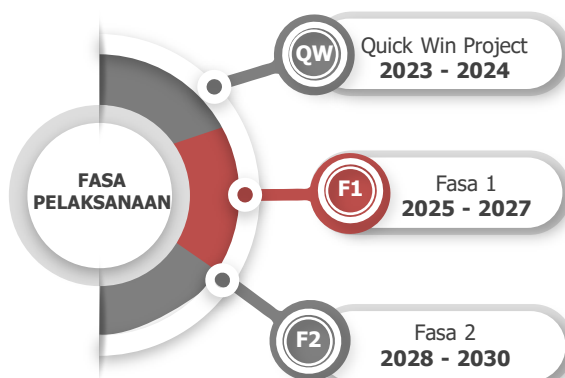 QW
Quick Win Project
2023 - 2024
FASA
PELAKSANAAN
F1
Fasa 1
2025 - 2027
F2
Fasa 2
2028 - 2030